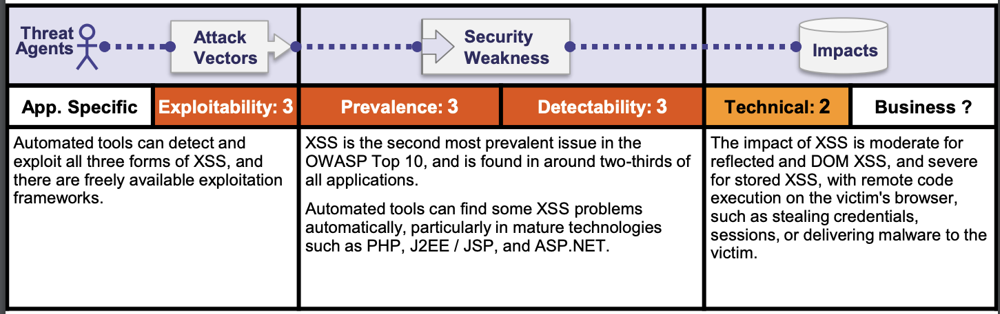 Threat
Agents
Attack
Vectors
Security
Weakness
Impacts
App. Specific
Exploitability: 3
Prevalence: 3
Detectability: 3
Technical: 2
Business ?
Automated tools can detect and
exploit all three forms of XSS, and
there are freely available exploitation
frameworks.
XSS is the second most prevalent issue in the
OWASP Top 10, and is found in around two-thirds of
all applications.
Automated tools can find some XSS problems
automatically, particularly in mature technologies
such as PHP, J2EE / JSP, and ASP.NET.
The impact of XSS is moderate for
reflected and DOM XSS, and severe
for stored XSS, with remote code
execution on the victim's browser,
such as stealing credentials,
sessions, or delivering malware to the
victim.